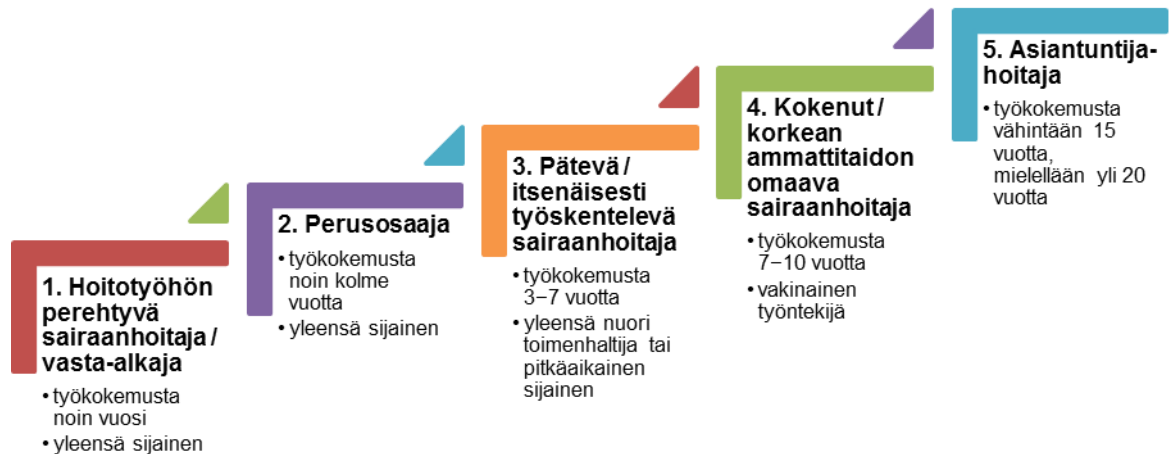 1. Hoitotyöhön
perehtyvä
sairaanhoitaja /
vasta-alkaja
• työkokemusta
noin vuosi
• yleensä sijainen
2. Perusosaaja
• työkokemusta
noin kolme
vuotta
• yleensä sijainen
3. Pätevä /
itsenäisesti
työskentelevä
sairaanhoitaja
• työkokemusta
3–7 vuotta
• yleensä nuori
toimenhaltija tai
pitkäaikainen
sijainen
4. Kokenut /
korkean
ammattitaidon
omaava
sairaanhoitaja
• työkokemusta
7–10 vuotta
• vakinainen
työntekijä
5. Asiantuntija-
hoitaja
• työkokemusta
vähintään 15
vuotta,
mielellään yli 20
vuotta